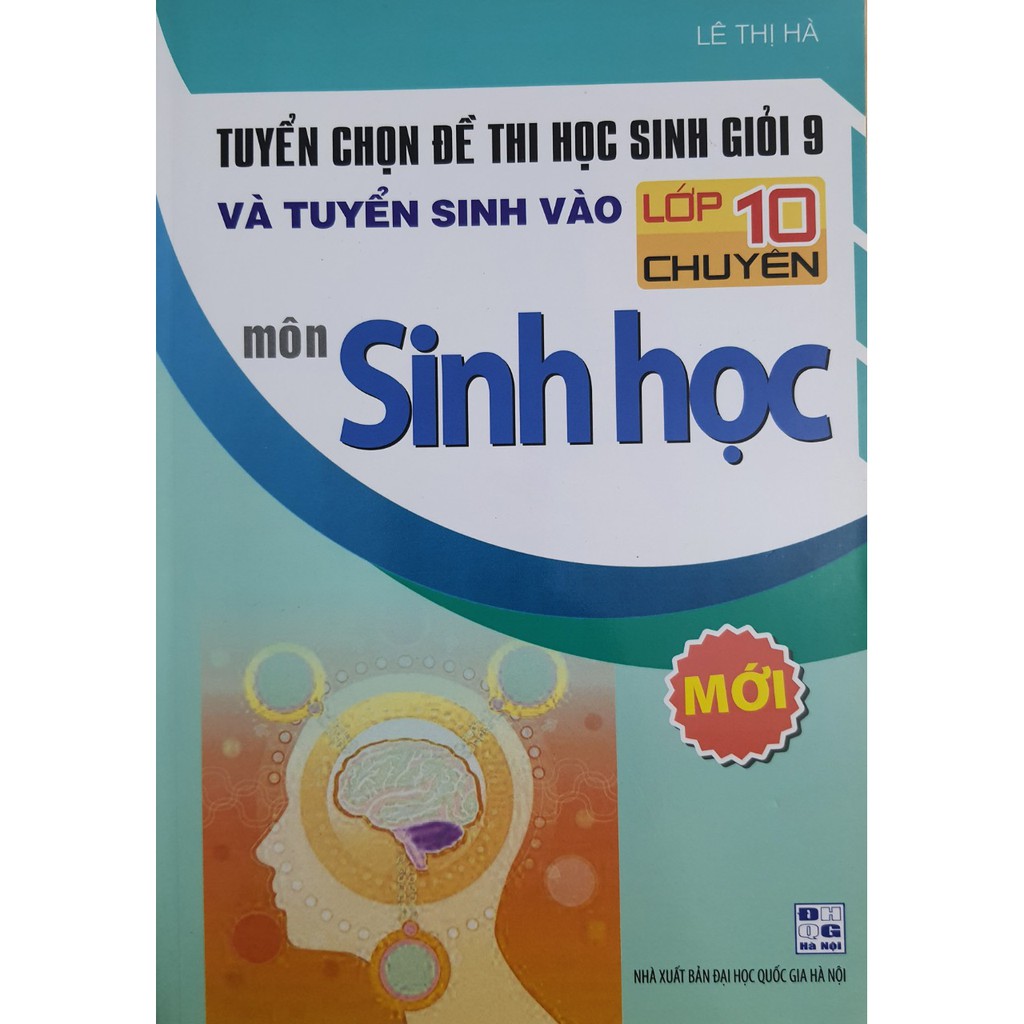 LÊ THỊ HÀ
TUYỂN CHỌN ĐỀ THI HỌC SINH GIỎI 9
VÀ TUYỂN SINH VÀO LỚP 10
CHUYÊN
môn Sinh học
MỚI
ĐH
QG
Hà Nội
NHÀ XUẤT BẢN ĐẠI HỌC QUỐC GIA HÀ NỘI